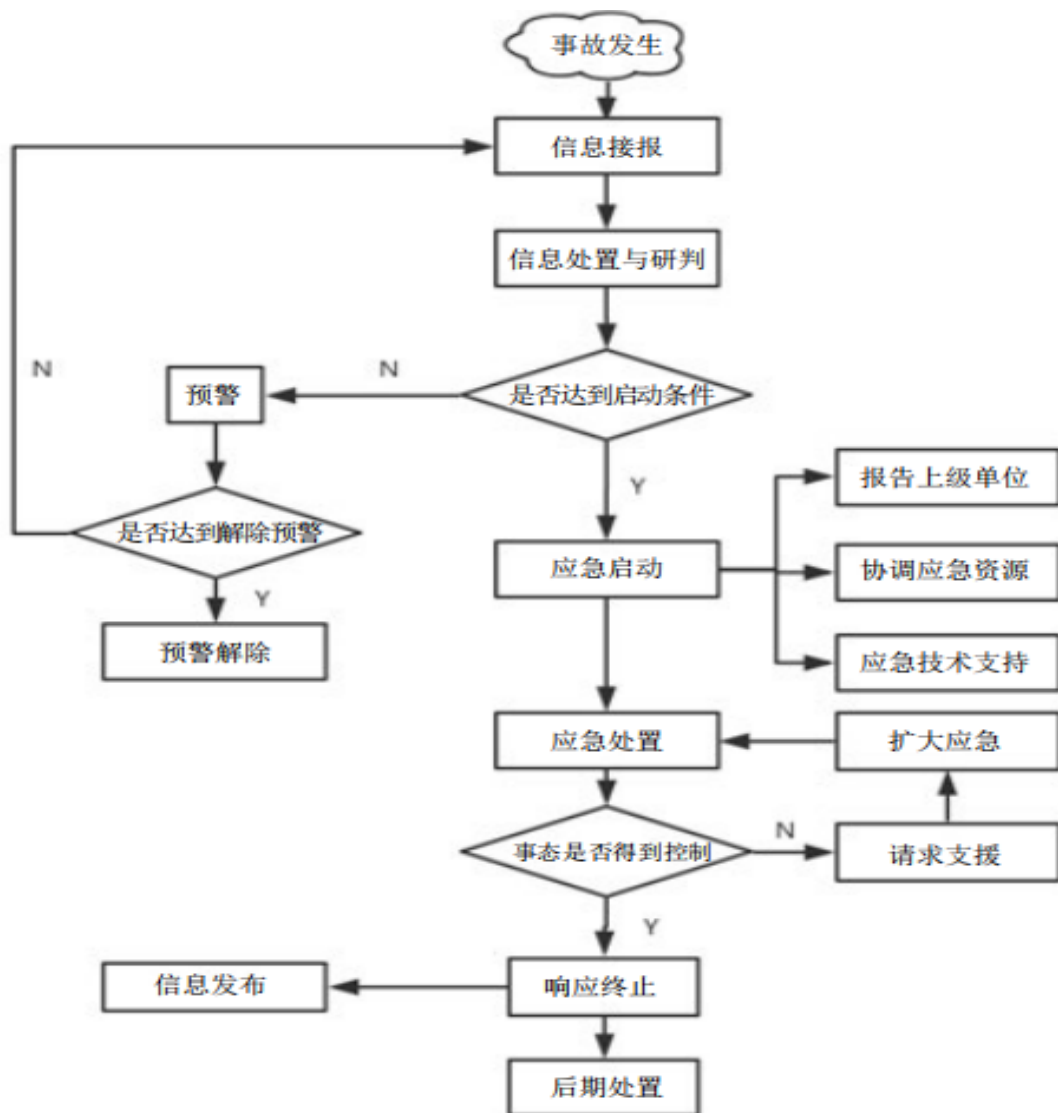 事故发生
信息接报
信息处置与研判
N
预警
N
是否达到启动条件
Y
报告上级单位
是否达到解除预警
应急启动
协调应急资源
Y
预警解除
应急技术支持
应急处置
扩大应急
事态是否得到控制
N
请求支援
Y
信息发布
响应终止
后期处置